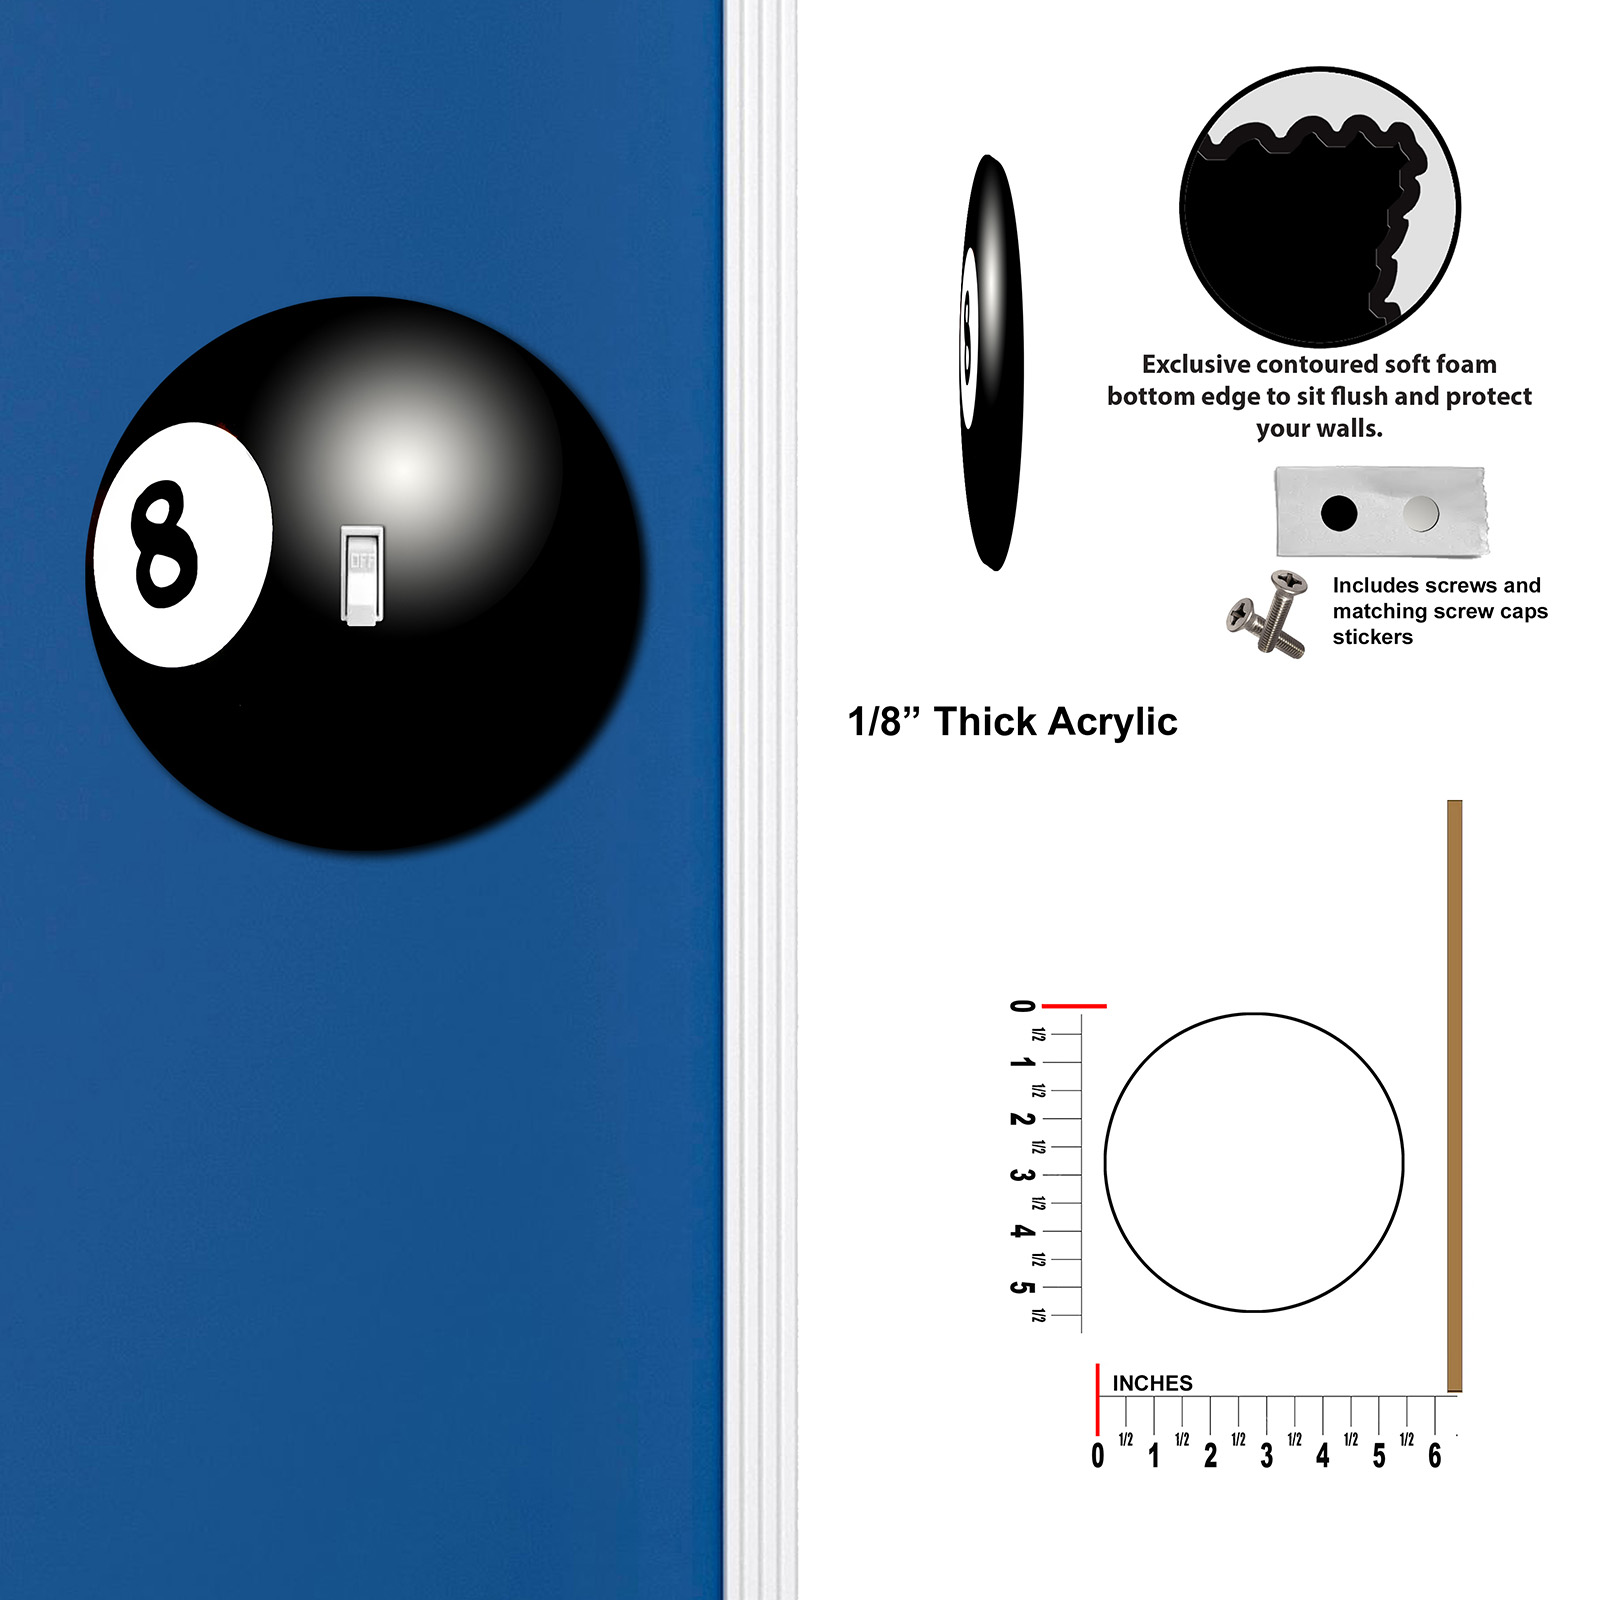 8
OFF
8
Exclusive contoured soft foam
bottom edge to sit flush and protect
your walls.
Includes screws and
matching screw caps
stickers
1/8” Thick Acrylic
0
1/2
1
1/2
2
1/2
3
1/2
4
1/2
5
1/2
INCHES
0 1/2 1 1/2 2 1/2 3 1/2 4 1/2 5 1/2 6